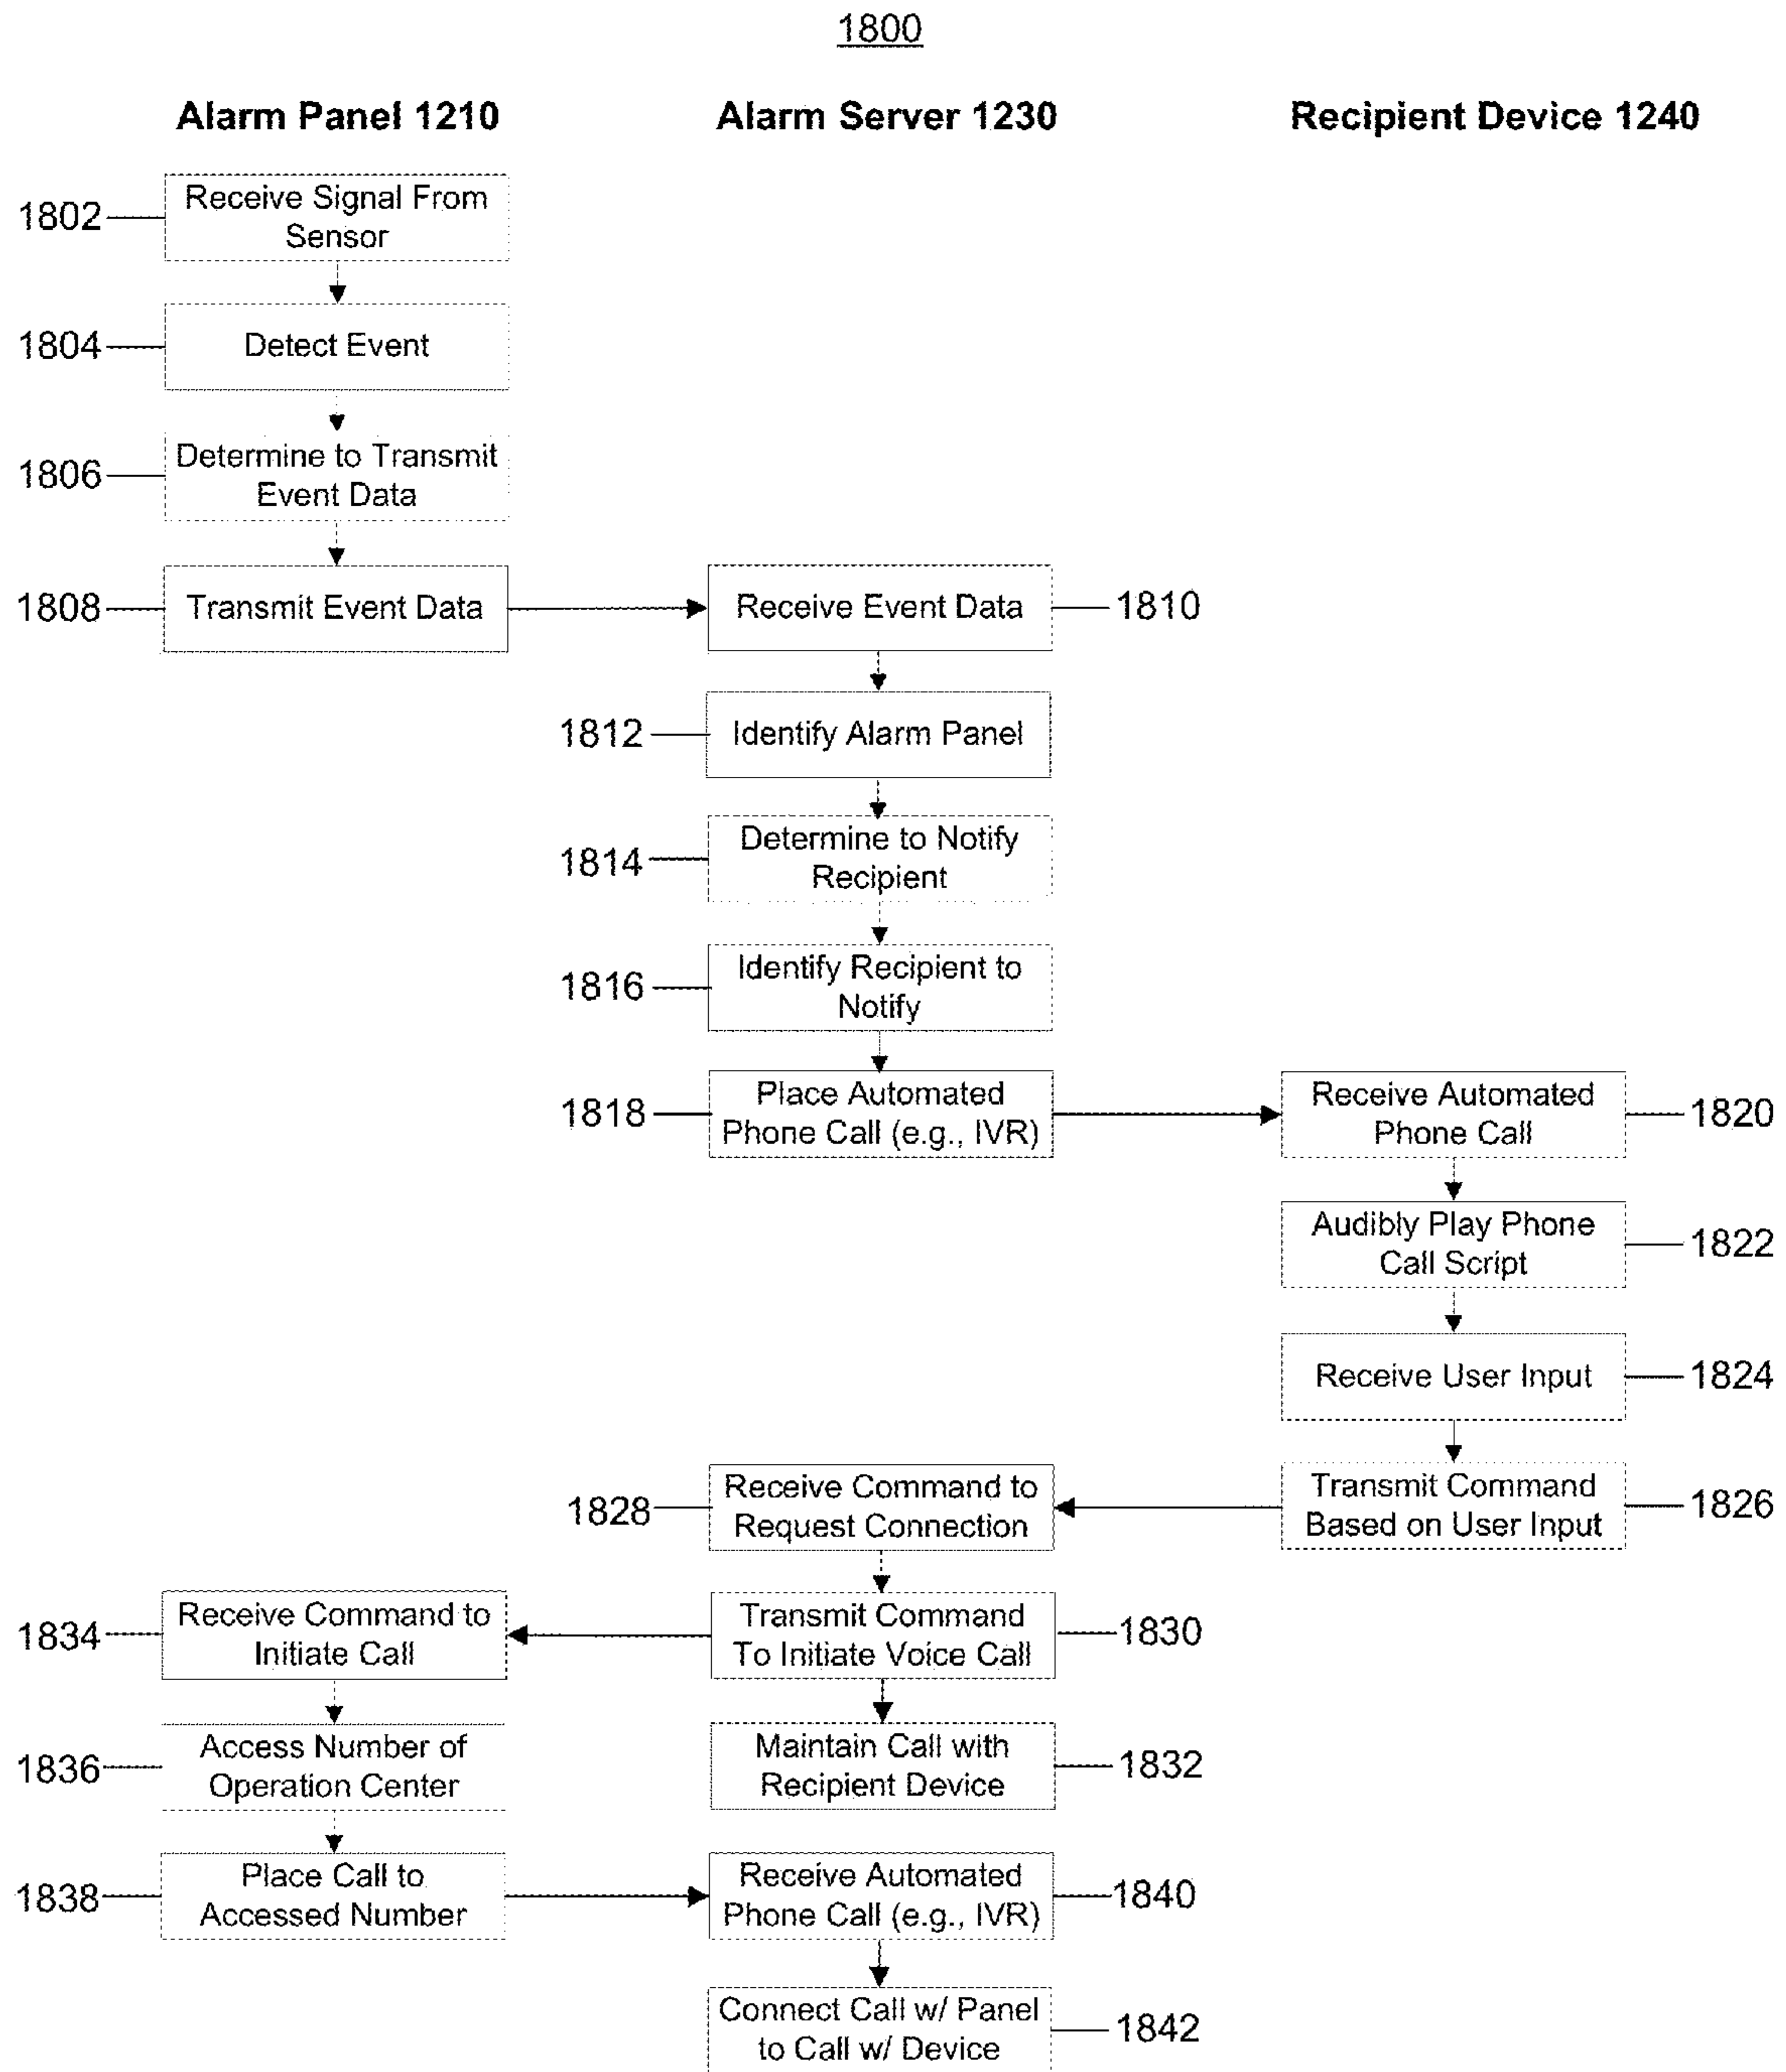 1800
Alarm Panel 1210
Alarm Server 1230
Recipient Device 1240
1802
Receive Signal From
Sensor
1804
Detect Event
1806
Determine to Transmit
Event Data
1808
Transmit Event Data
Receive Event Data
1810
1812
Identify Alarm Panel
1814
Determine to Notify
Recipient
1816
Identify Recipient to
Notify
1818
Place Automated
Phone Call (e.g., IVR)
Receive Automated
Phone Call
1820
Audibly Play Phone
Call Script
1822
Receive User Input
1824
Transmit Command
Based on User Input
1826
1828
Receive Command to
Request Connection
Transmit Command
To Initiate Voice Call
1830
1834
Receive Command to
Initiate Call
Maintain Call with
Recipient Device
1832
1836
Access Number of
Operation Center
1838
Place Call to
Accessed Number
Receive Automated
Phone Call (e.g., IVR)
1840
Connect Call w/ Panel
to Call w/ Device
1842